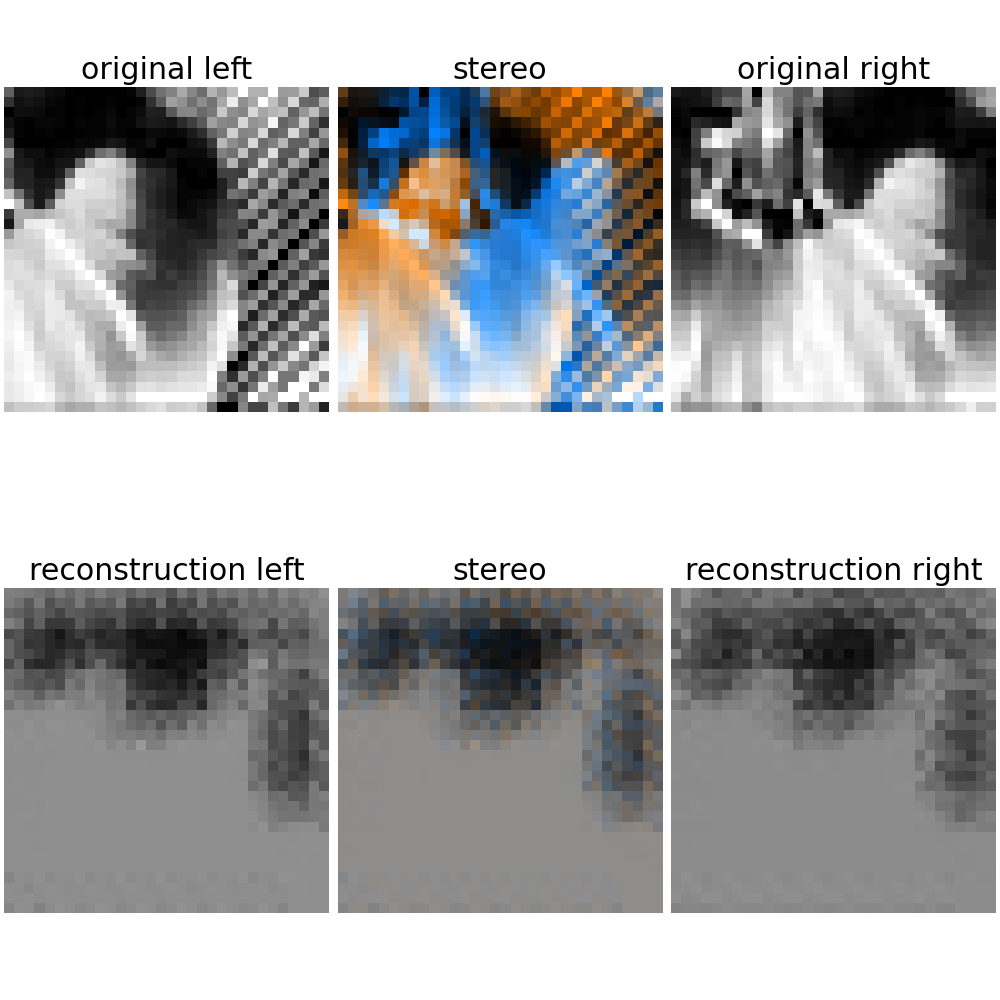 original left
stereo
original right
reconstruction left
stereo
reconstruction right